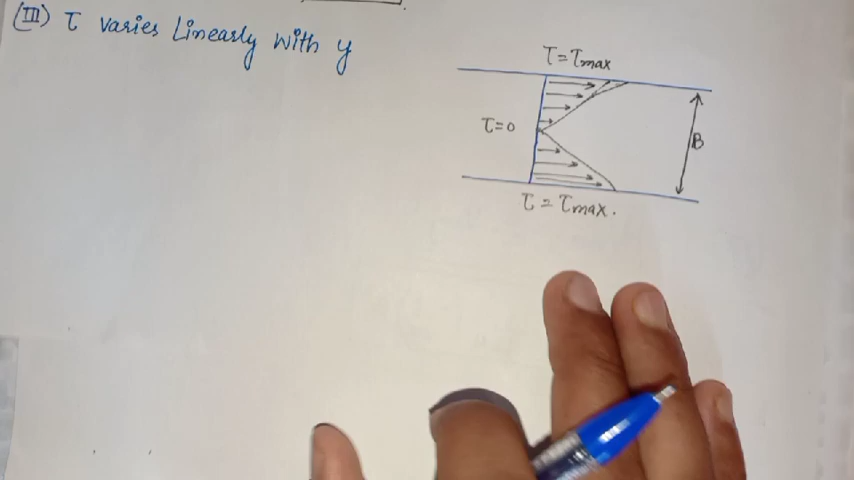 (III) τ varies Linearly with y
τ = τmax
τ=0
B
τ = τmax.